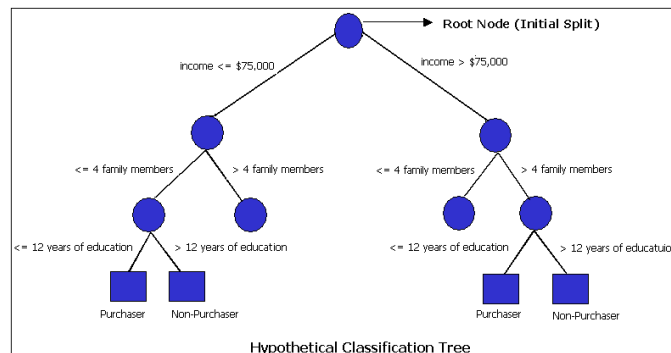 Root Node (Initial Split)
income <= $75,000
income > $75,000
<= 4 family members
> 4 family members
<= 4 family members
> 4 family members
<= 12 years of education
> 12 years of education
<= 12 years of education
> 12 years of educatuio
Purchaser
Non-Purchaser
Purchaser
Non-Purchaser
Hypothetical Classification Tree